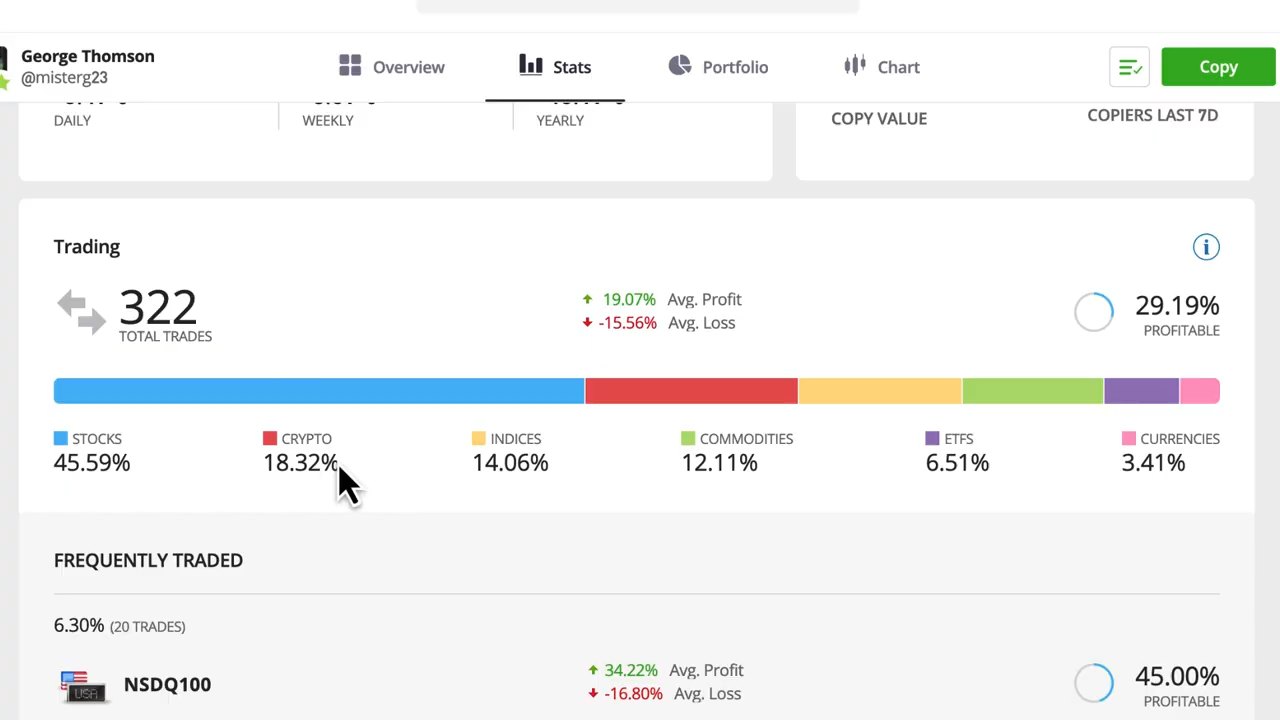 George Thomson
@misterg23
Overview
Stats
Portfolio
Chart
Copy
DAILY
WEEKLY
YEARLY
COPY VALUE
COPIERS LAST 7D
Trading
322
TOTAL TRADES
19.07% Avg. Profit
-15.56% Avg. Loss
29.19%
PROFITABLE
STOCKS
45.59%
CRYPTO
18.32%
INDICES
14.06%
COMMODITIES
12.11%
ETFS
6.51%
CURRENCIES
3.41%
FREQUENTLY TRADED
6.30% (20 TRADES)
USA
NSDQ100
34.22% Avg. Profit
-16.80% Avg. Loss
45.00%
PROFITABLE